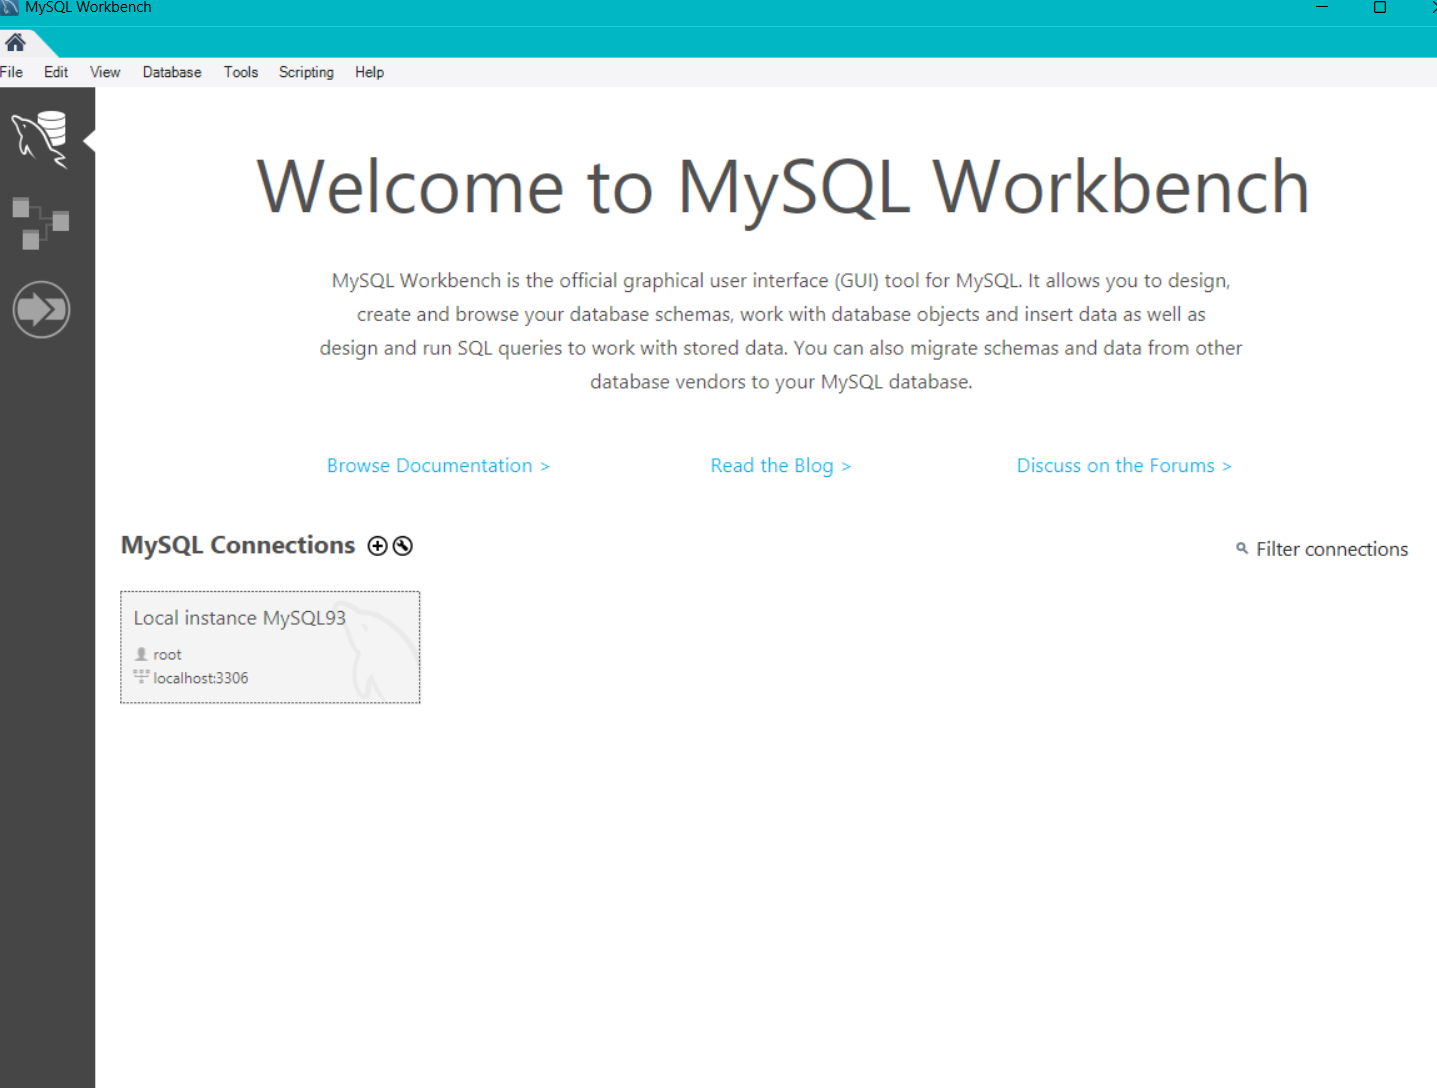 MySQL Workbench
File Edit View Database Tools Scripting Help
Welcome to MySQL Workbench
MySQL Workbench is the official graphical user interface (GUI) tool for MySQL. It allows you to design,
create and browse your database schemas, work with database objects and insert data as well as
design and run SQL queries to work with stored data. You can also migrate schemas and data from other
database vendors to your MySQL database.
Browse Documentation > Read the Blog > Discuss on the Forums >
MySQL Connections Filter connections
Local instance MySQL93
root
localhost:3306